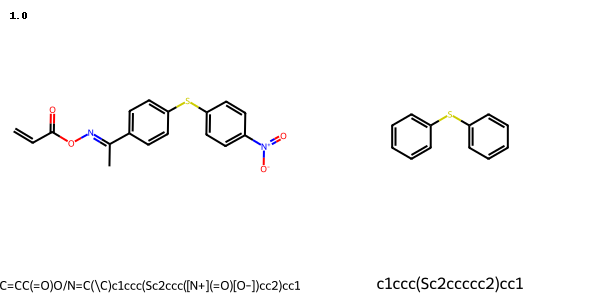 1.0
O
O
N
S
N+
O
O-
S
C=CC(=O)O/N=C(\C)c1ccc(Sc2ccc([N+](=O)[O-])cc2)cc1
c1ccc(Sc2ccccc2)cc1